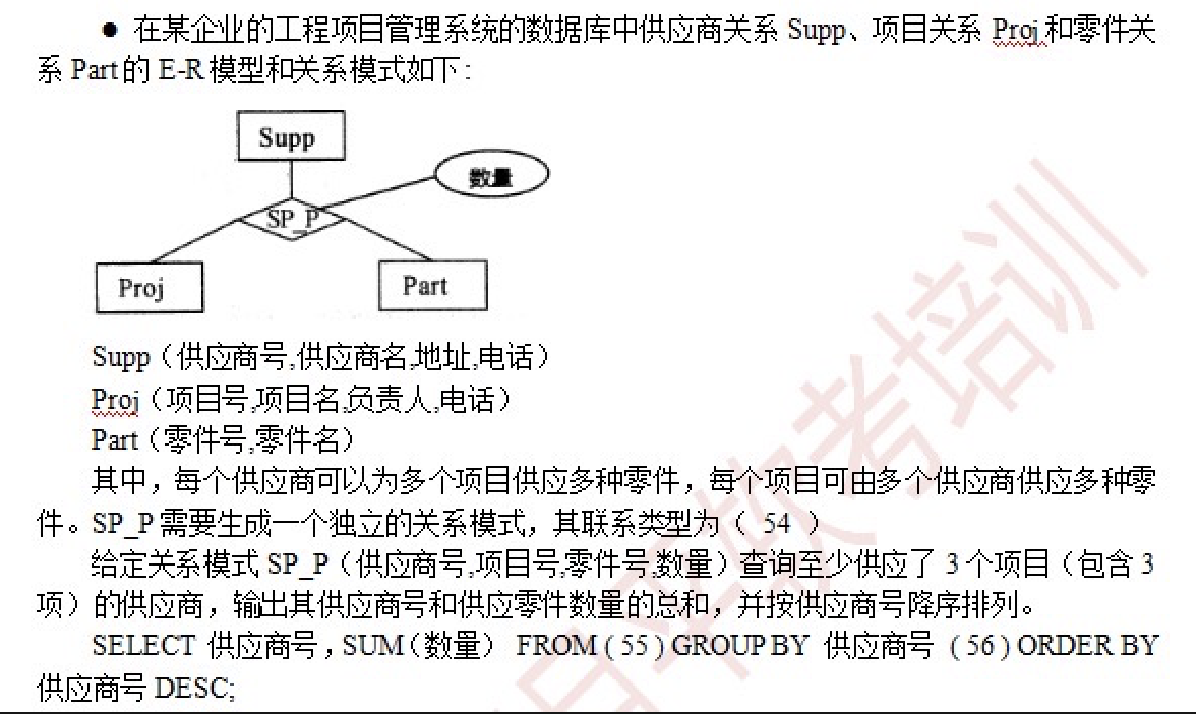 ● 在某企业的工程项目管理系统的数据库中供应商关系 Supp、项目关系 Proj 和零件关
系 Part 的 E-R 模型和关系模式如下：
Supp
数量
SP_P
Proj
Part
Supp（供应商号,供应商名,地址,电话）
Proj（项目号,项目名,负责人,电话）
Part（零件号,零件名）
其中，每个供应商可以为多个项目供应多种零件，每个项目可由多个供应商供应多种零
件。SP_P 需要生成一个独立的关系模式，其联系类型为（ 54 ）
给定关系模式 SP_P（供应商号,项目号,零件号,数量）查询至少供应了 3 个项目（包含 3
项）的供应商，输出其供应商号和供应零件数量的总和，并按供应商号降序排列。
SELECT 供应商号，SUM（数量） FROM ( 55 ) GROUP BY 供应商号 ( 56 ) ORDER BY
供应商号 DESC;
软考培训